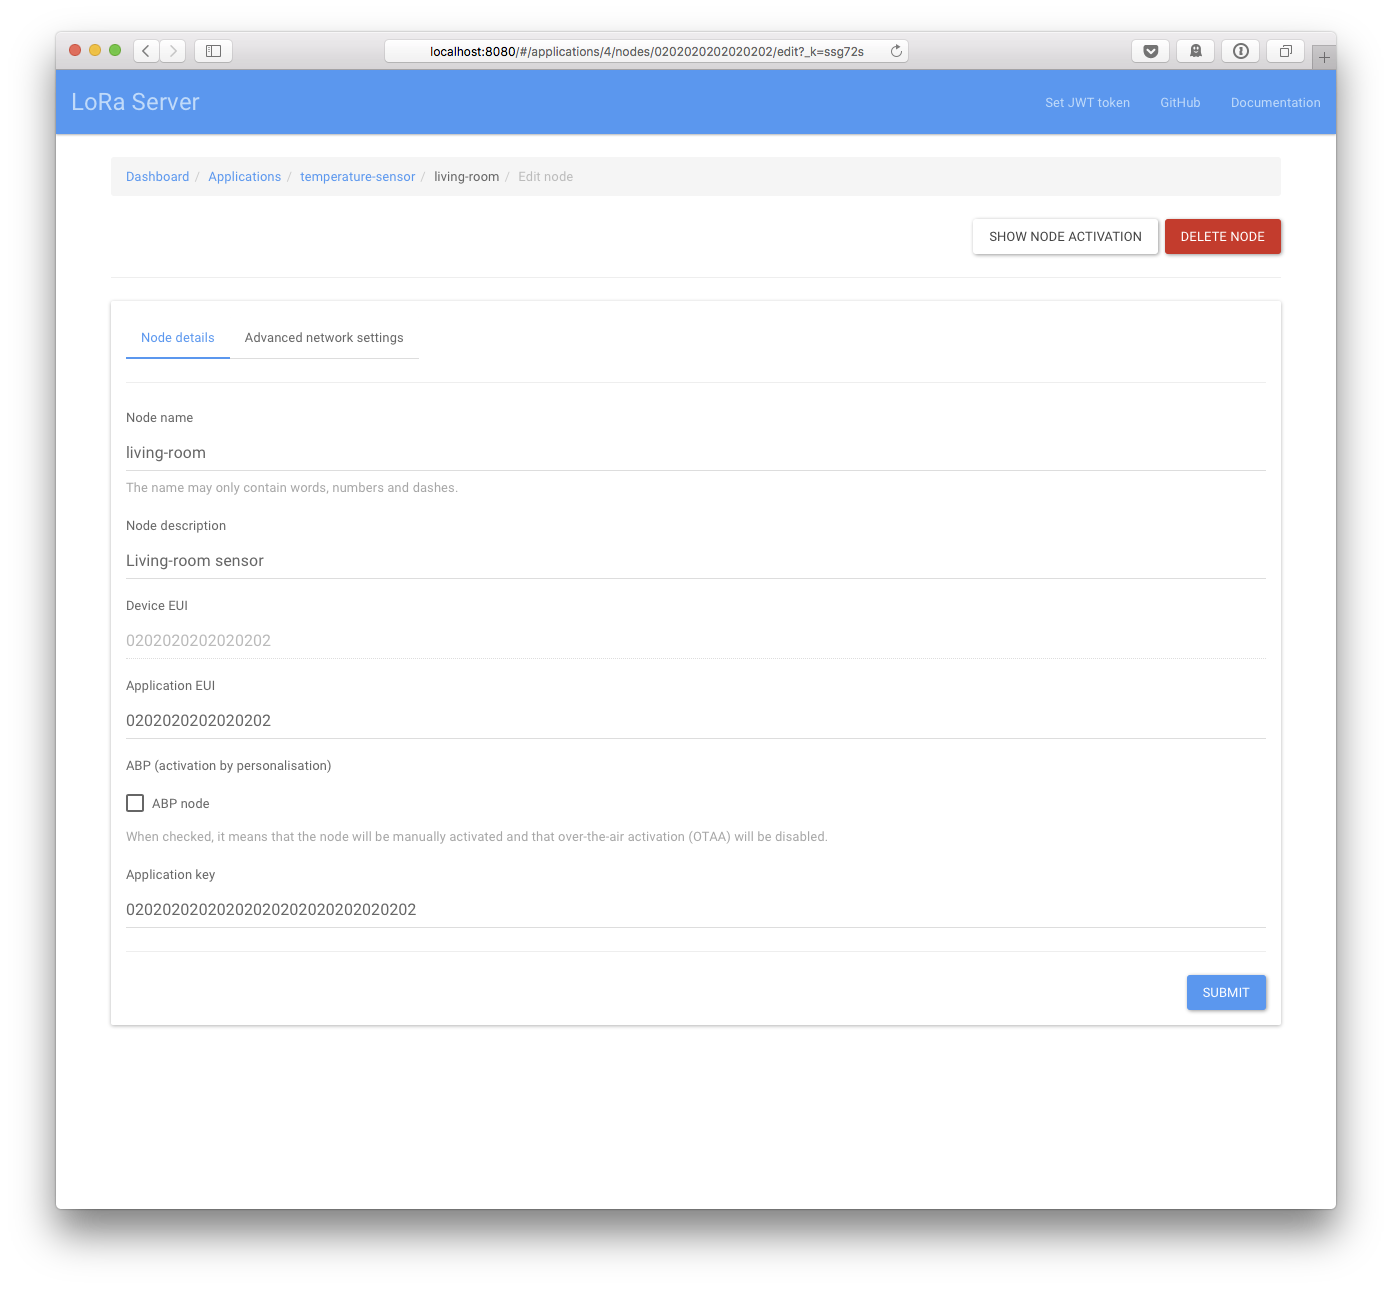 localhost:8080/#/applications/4/nodes/0202020202020202/edit?_k=ssg72s
LoRa Server
Set JWT token GitHub Documentation
Dashboard / Applications / temperature-sensor / living-room / Edit node
SHOW NODE ACTIVATION DELETE NODE
Node details Advanced network settings
Node name
living-room
The name may only contain words, numbers and dashes.
Node description
Living-room sensor
Device EUI
0202020202020202
Application EUI
0202020202020202
ABP (activation by personalisation)
ABP node
When checked, it means that the node will be manually activated and that over-the-air activation (OTAA) will be disabled.
Application key
02020202020202020202020202020202
SUBMIT